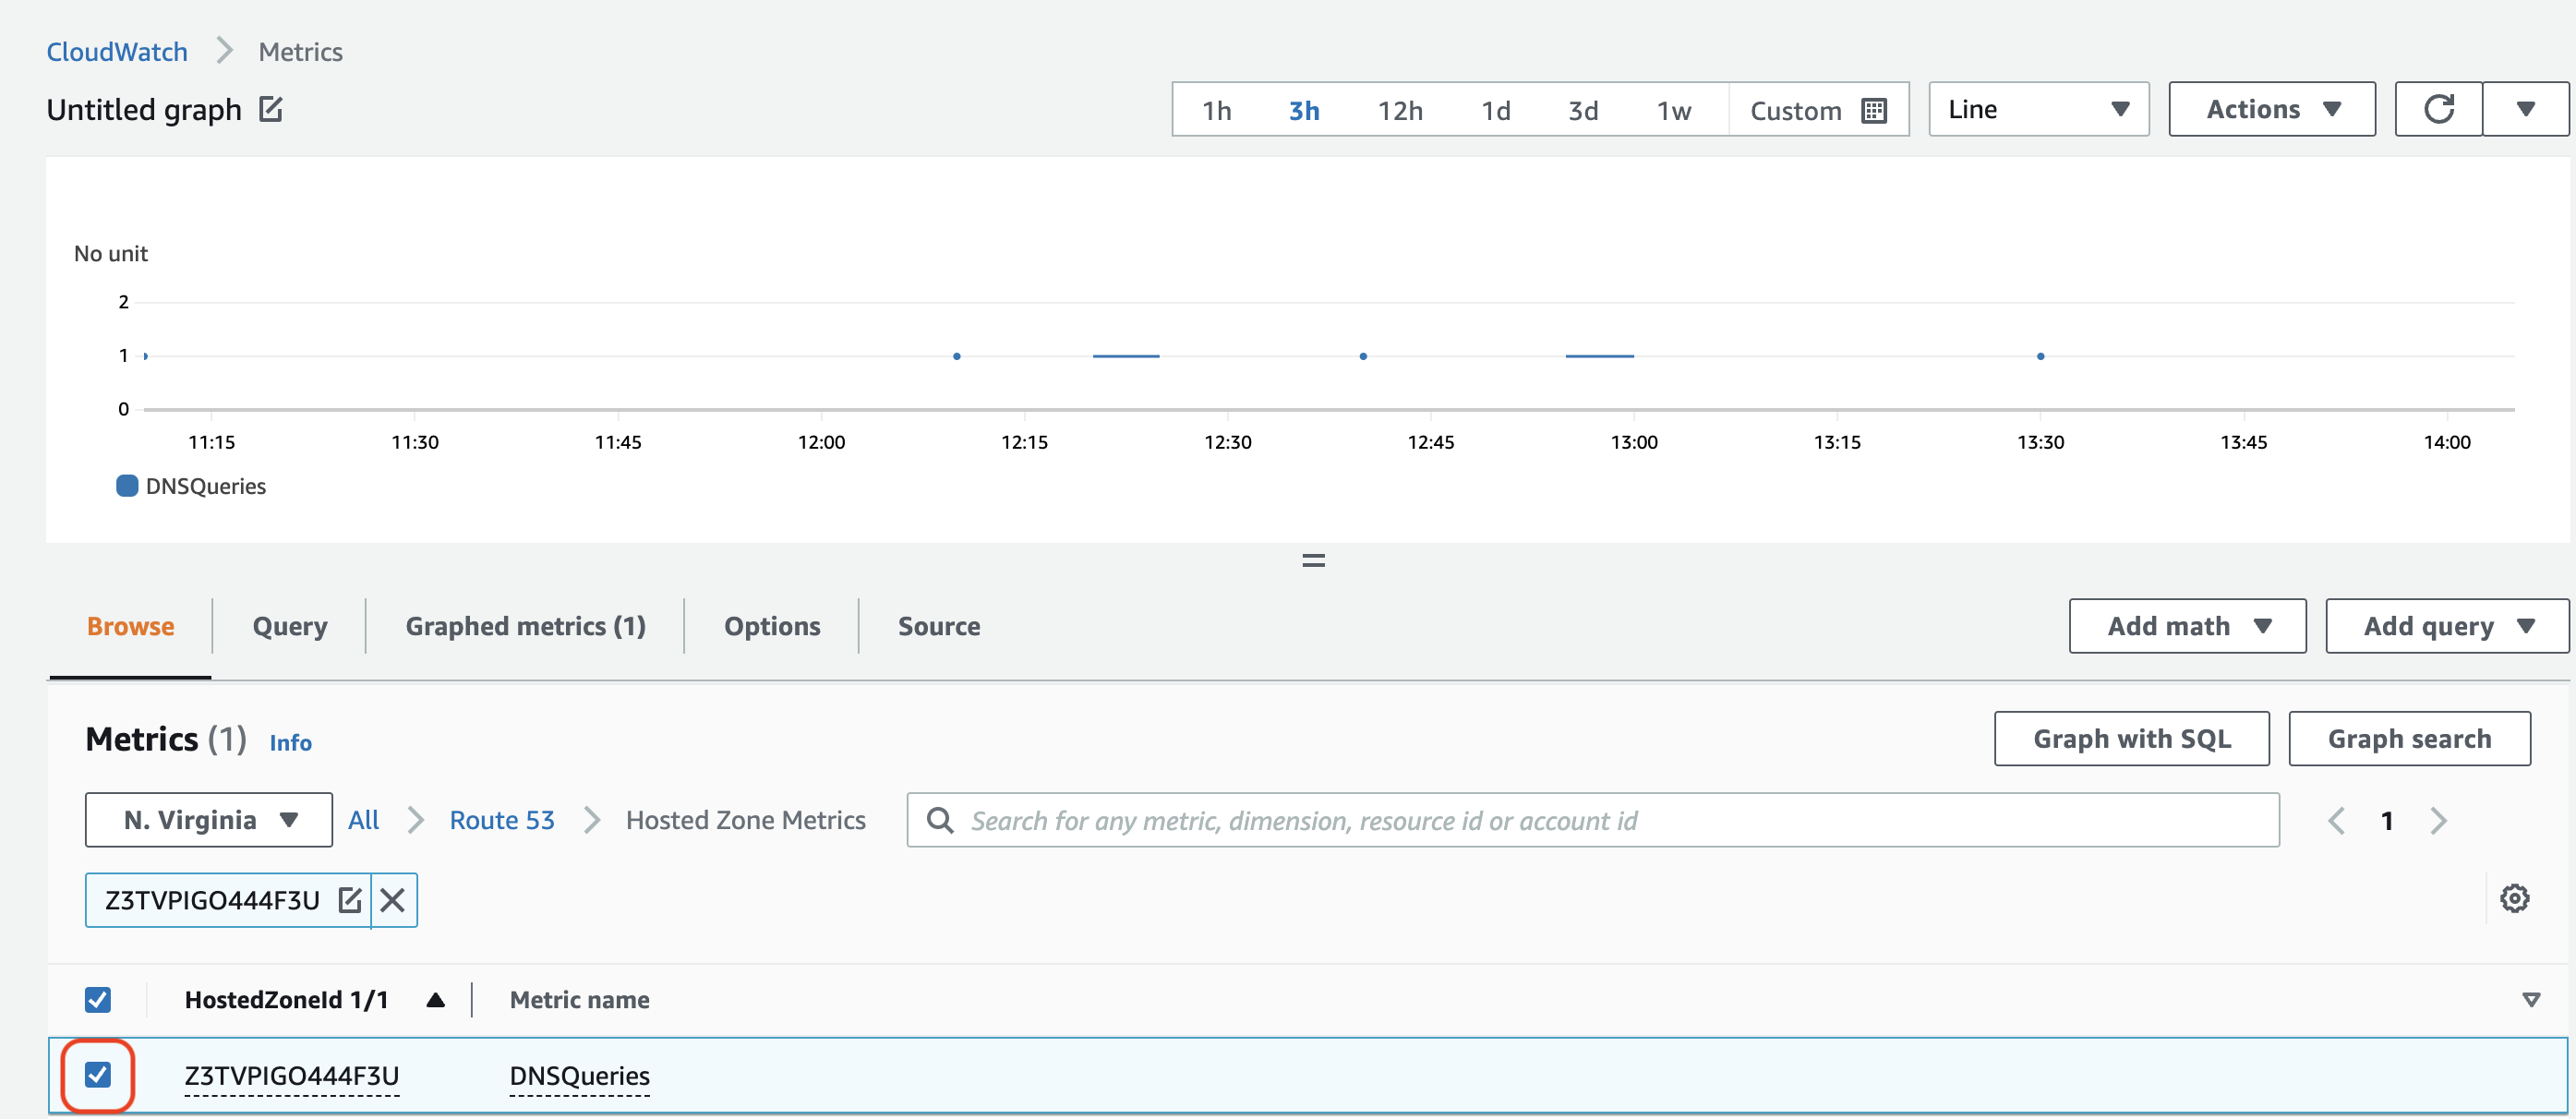 CloudWatch Metrics
Untitled graph
1h 3h 12h 1d 3d 1w Custom Line Actions
No unit
2
1
0
11:15 11:30 11:45 12:00 12:15 12:30 12:45 13:00 13:15 13:30 13:45 14:00
DNSQueries
Browse Query Graphed metrics (1) Options Source Add math Add query
Metrics (1) Info Graph with SQL Graph search
N. Virginia All Route 53 Hosted Zone Metrics Search for any metric, dimension, resource id or account id 1
Z3TVPIGO444F3U
HostedZoneId 1/1 Metric name
Z3TVPIGO444F3U DNSQueries